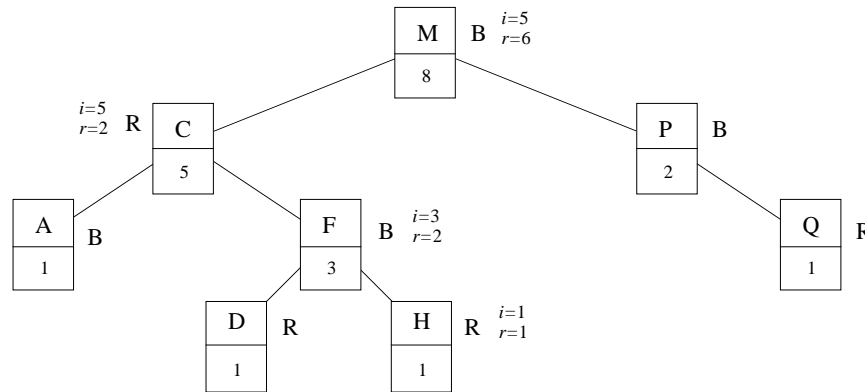 M B i=5
r=6
8
i=5
r=2 R C P B
5 2
A B F B i=3
r=2 Q R
1 3 1
D R H R i=1
r=1
1 1